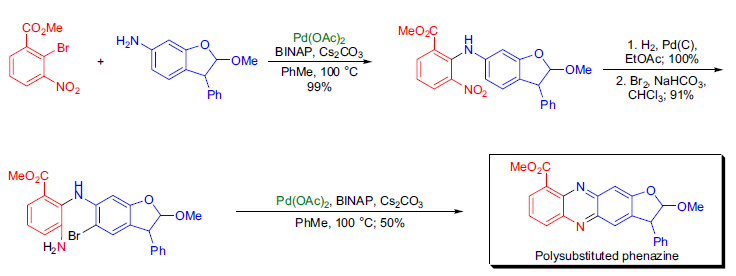 CO₂Me
Br
NO₂
+
H₂N
O
OMe
Ph
Pd(OAc)₂
BINAP, Cs₂CO₃
PhMe, 100 °C
99%
MeO₂C
H
N
NO₂
O
OMe
Ph
1. H₂, Pd(C),
EtOAc; 100%
2. Br₂, NaHCO₃,
CHCl₃; 91%
MeO₂C
H
N
Br
H₂N
O
OMe
Ph
Pd(OAc)₂, BINAP, Cs₂CO₃
PhMe, 100 °C; 50%
MeO₂C
N
N
O
OMe
Ph
Polysubstituted phenazine